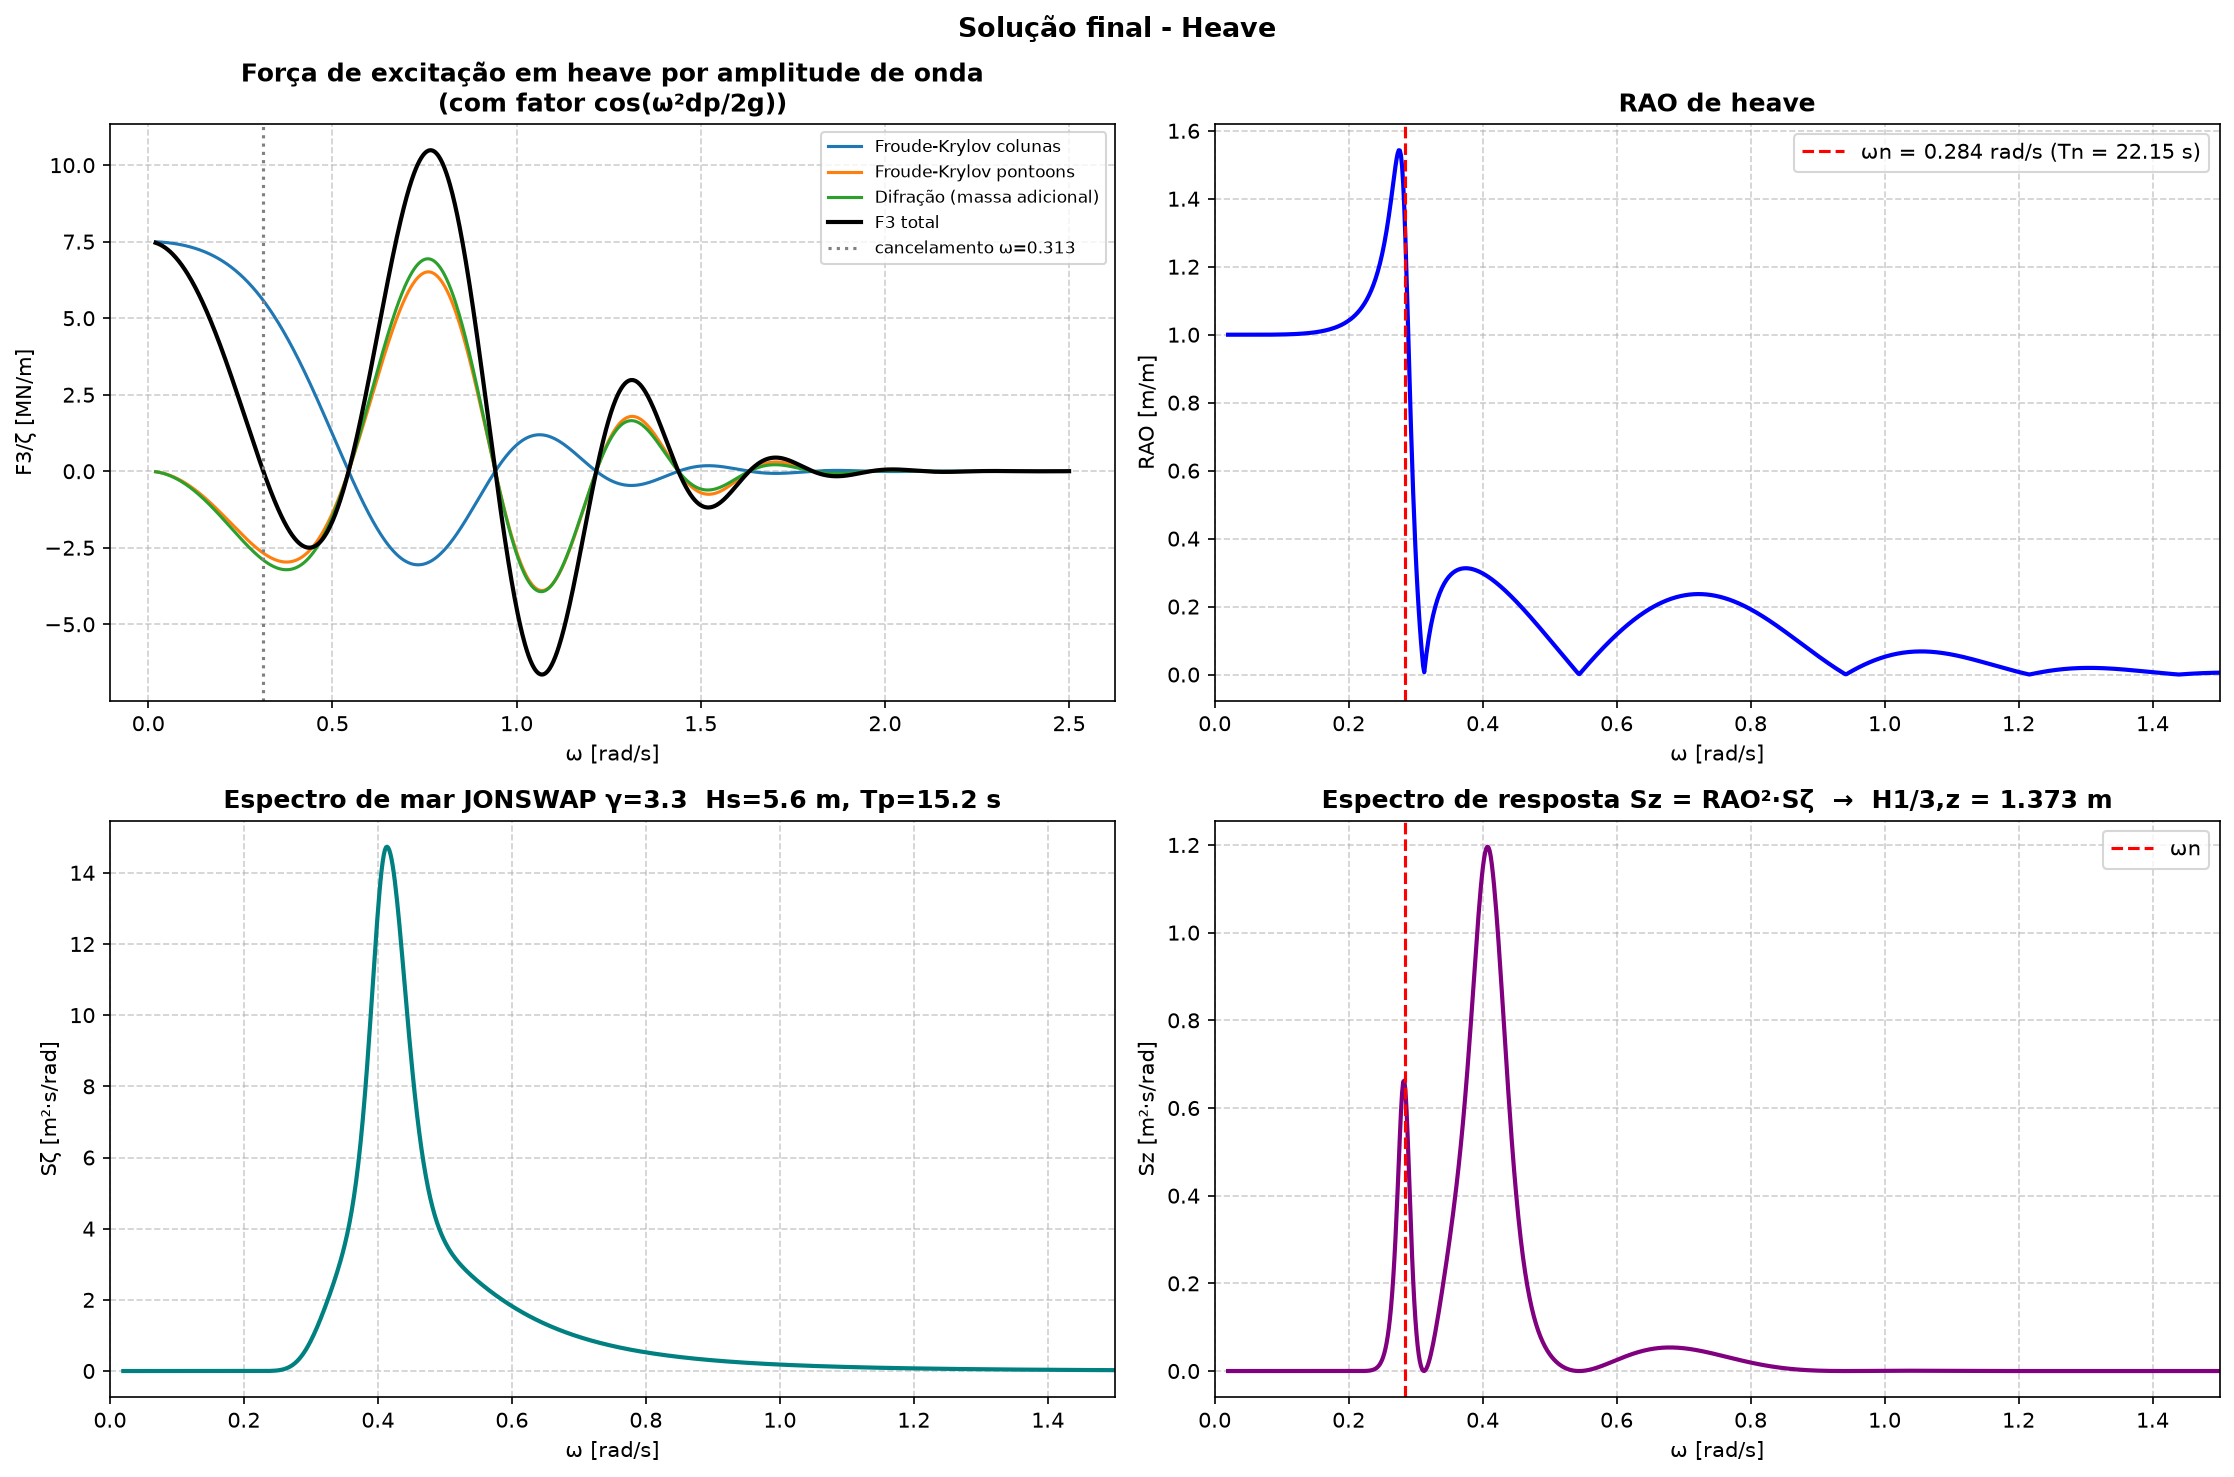 Solução final - Heave
Força de excitação em heave por amplitude de onda
(com fator cos(ω²dp/2g))
F3/ζ [MN/m]
10.0
7.5
5.0
2.5
0.0
−2.5
−5.0
Froude-Krylov colunas
Froude-Krylov pontoons
Difração (massa adicional)
F3 total
cancelamento ω=0.313
0.0 0.5 1.0 1.5 2.0 2.5
ω [rad/s]
RAO de heave
RAO [m/m]
1.6
1.4
1.2
1.0
0.8
0.6
0.4
0.2
0.0
ωn = 0.284 rad/s (Tn = 22.15 s)
0.0 0.2 0.4 0.6 0.8 1.0 1.2 1.4
ω [rad/s]
Espectro de mar JONSWAP γ=3.3 Hs=5.6 m, Tp=15.2 s
Sζ [m²·s/rad]
14
12
10
8
6
4
2
0
0.0 0.2 0.4 0.6 0.8 1.0 1.2 1.4
ω [rad/s]
Espectro de resposta Sz = RAO²·Sζ → H1/3,z = 1.373 m
Sz [m²·s/rad]
1.2
1.0
0.8
0.6
0.4
0.2
0.0
ωn
0.0 0.2 0.4 0.6 0.8 1.0 1.2 1.4
ω [rad/s]